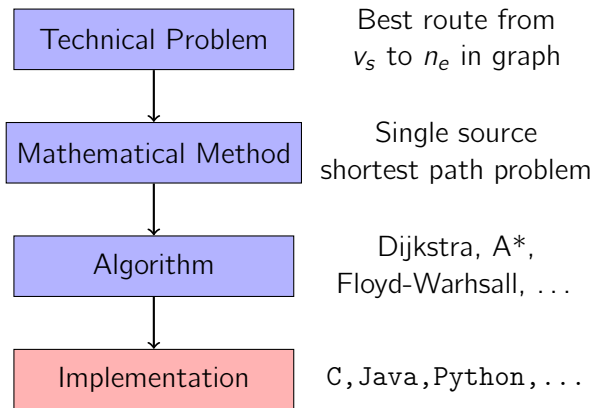 Technical Problem
Best route from
v_s to n_e in graph
Mathematical Method
Single source
shortest path problem
Algorithm
Dijkstra, A*,
Floyd-Warhsall, ...
Implementation
C,Java,Python,...